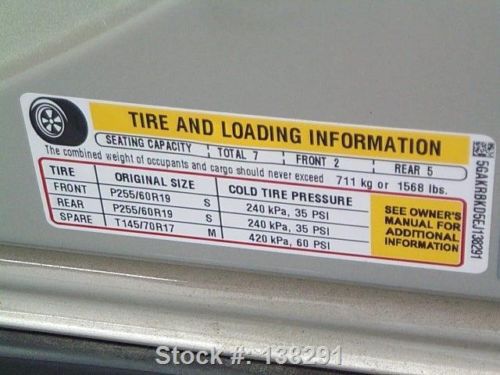 TIRE AND LOADING INFORMATION
SEATING CAPACITY TOTAL 7 FRONT 2 REAR 5
The combined weight of occupants and cargo should never exceed 711 kg or 1568 lbs.
TIRE ORIGINAL SIZE COLD TIRE PRESSURE
FRONT P255/60R19 S 240 kPa, 35 PSI
REAR P255/60R19 S 240 kPa, 35 PSI
SPARE T145/70R17 M 420 kPa, 60 PSI
SEE OWNER'S
MANUAL FOR
ADDITIONAL
INFORMATION
5GAKRBKD5EJ138291
Stock #: 138291